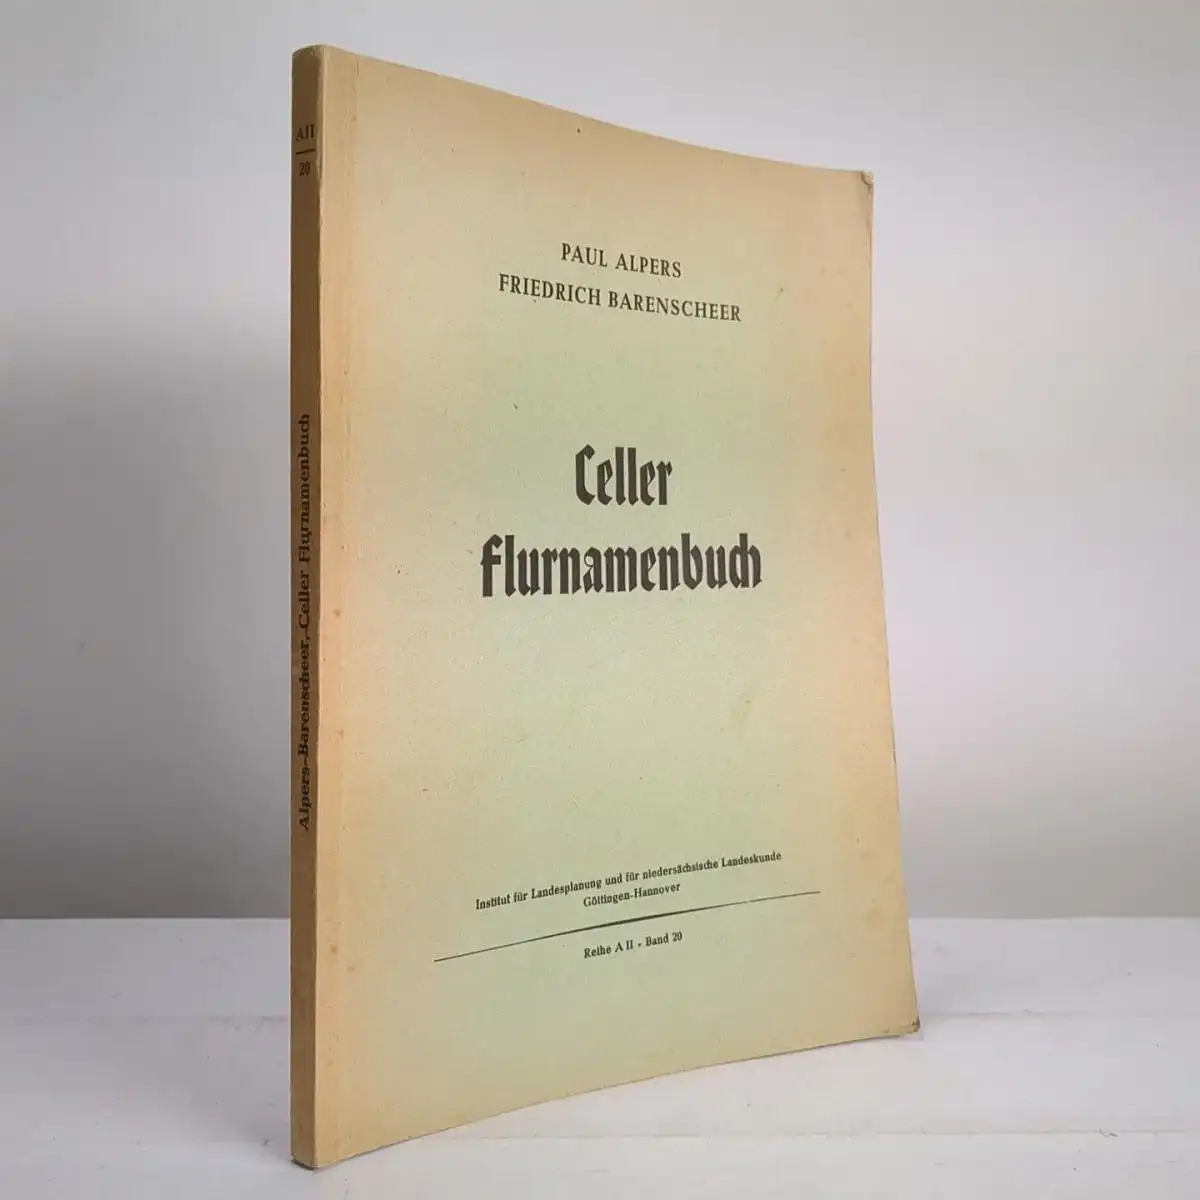 AII
20
Alpers-Barenscheer, Celler Flurnamenbuch
PAUL ALPERS
FRIEDRICH BARENSCHEER
Celler
Flurnamenbuch
Institut für Landesplanung und für niedersächsische Landeskunde
Göttingen-Hannover
Reihe A II • Band 20